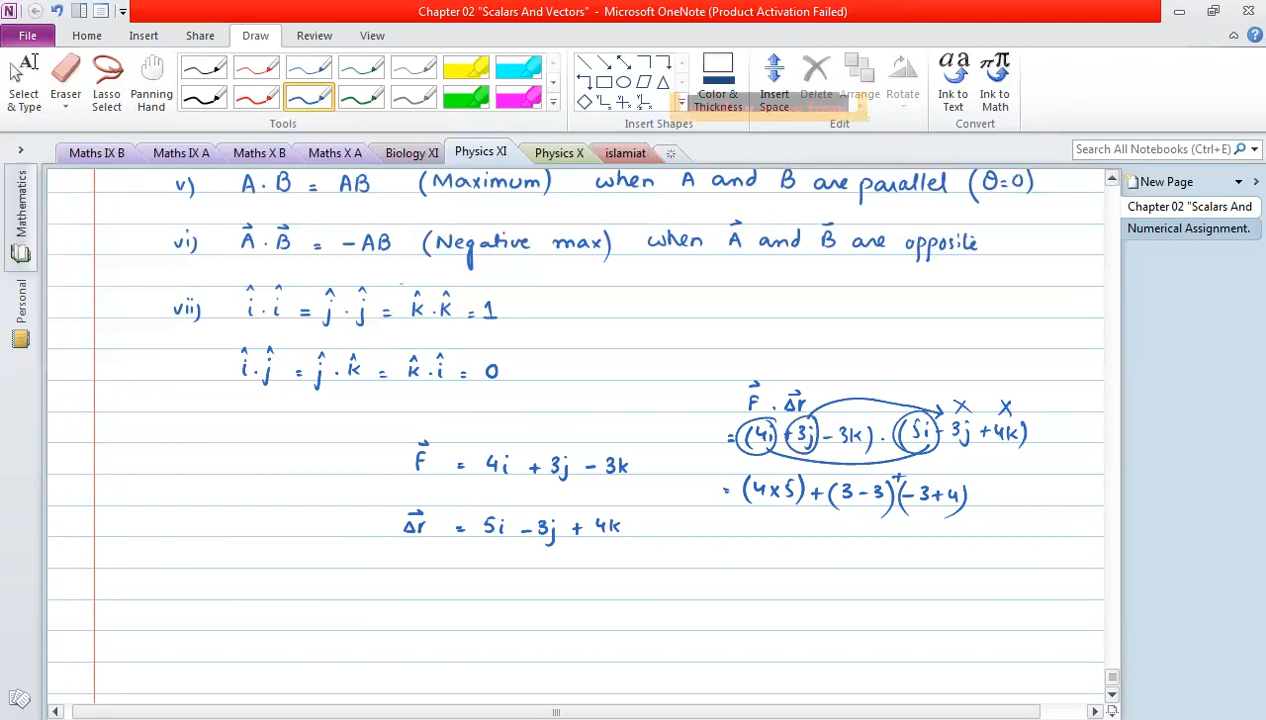 Chapter 02 "Scalars And Vectors" - Microsoft OneNote (Product Activation Failed)
File Home Insert Share Draw Review View
Select & Type Eraser Lasso Select Panning Hand Color & Thickness Insert Space Delete Arrange Rotate Ink to Text Ink to Math
Tools Insert Shapes Edit Convert
Maths IX B Maths IX A Maths X B Maths X A Biology XI Physics XI Physics X islamiat Search All Notebooks (Ctrl+E)
New Page
Chapter 02 "Scalars And
Numerical Assignment.
Mathematics
Personal
v) A . B = AB (Maximum) when A and B are parallel (θ=0)
vi) A⃗ . B⃗ = -AB (Negative max) when A⃗ and B⃗ are opposite
vii) î . î = ĵ . ĵ = k̂ . k̂ = 1
î . ĵ = ĵ . k̂ = k̂ . î = 0
F⃗ . Δr⃗ x x
= (4i +3j - 3k) . (5i - 3j + 4k)
F⃗ = 4i + 3j - 3k
= (4×5) + (3 - 3) + (-3+4)
Δr⃗ = 5i - 3j + 4k